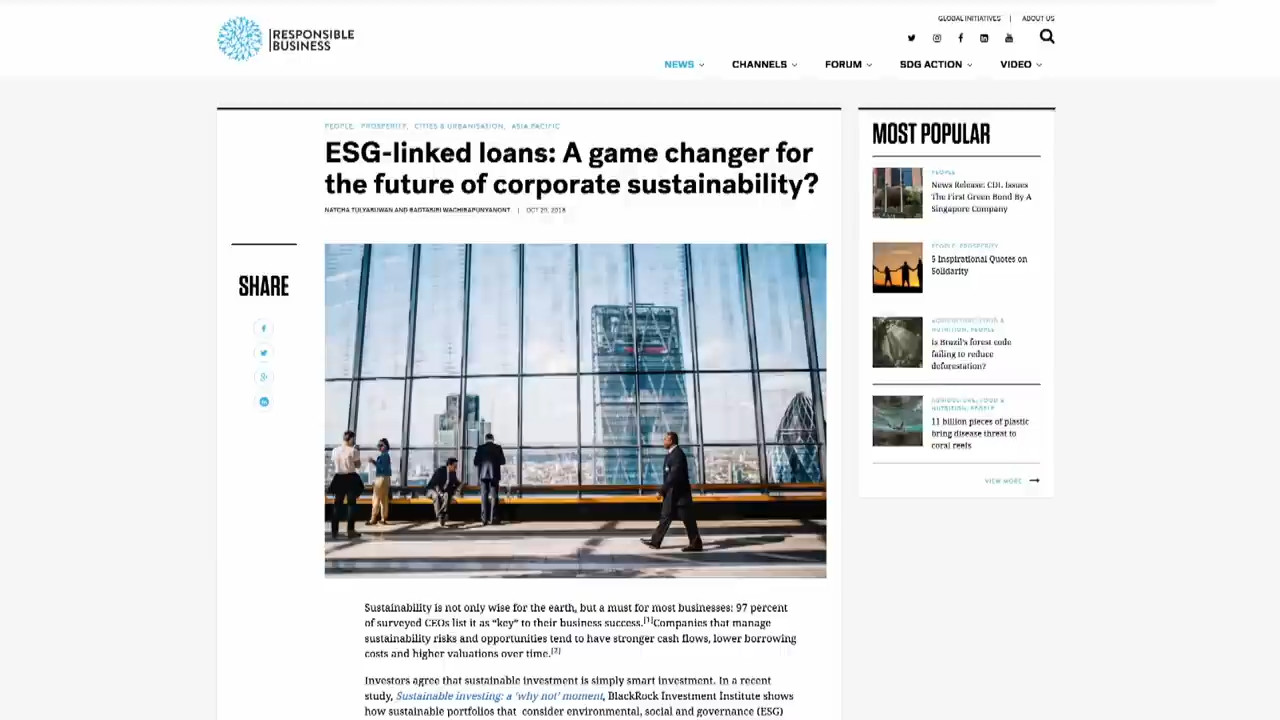 RESPONSIBLE
BUSINESS
GLOBAL INITIATIVES | ABOUT US
NEWS CHANNELS FORUM SDG ACTION VIDEO
PEOPLE, PROSPERITY, CITIES & URBANISATION, ASIA PACIFIC
ESG-linked loans: A game changer for
the future of corporate sustainability?
NATCHA TULYASUWAN AND | OCT 29, 2018
SHARE
Sustainability is not only wise for the earth, but a must for most businesses: 97 percent
of surveyed CEOs list it as “key” to their business success.[1]Companies that manage
sustainability risks and opportunities tend to have stronger cash flows, lower borrowing
costs and higher valuations over time.[2]
Investors agree that sustainable investment is simply smart investment. In a recent
study, Sustainable investing: a ‘why not’ moment, BlackRock Investment Institute shows
how sustainable portfolios that consider environmental, social and governance (ESG)
MOST POPULAR
PEOPLE
News Release: CDL Issues
The First Green Bond By A
Singapore Company
PEOPLE, PROSPERITY
5 Inspirational Quotes on
Solidarity
AGRICULTURE, FOOD &
NUTRITION, PEOPLE
Is Brazil's forest code
failing to reduce
deforestation?
AGRICULTURE, FOOD &
NUTRITION, PEOPLE
11 billion pieces of plastic
bring disease threat to
coral reefs
VIEW MORE